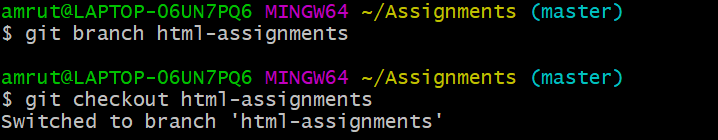 amrut@LAPTOP-O6UN7PQ6 MINGW64 ~/Assignments (master)
$ git branch html-assignments
amrut@LAPTOP-O6UN7PQ6 MINGW64 ~/Assignments (master)
$ git checkout html-assignments
Switched to branch 'html-assignments'